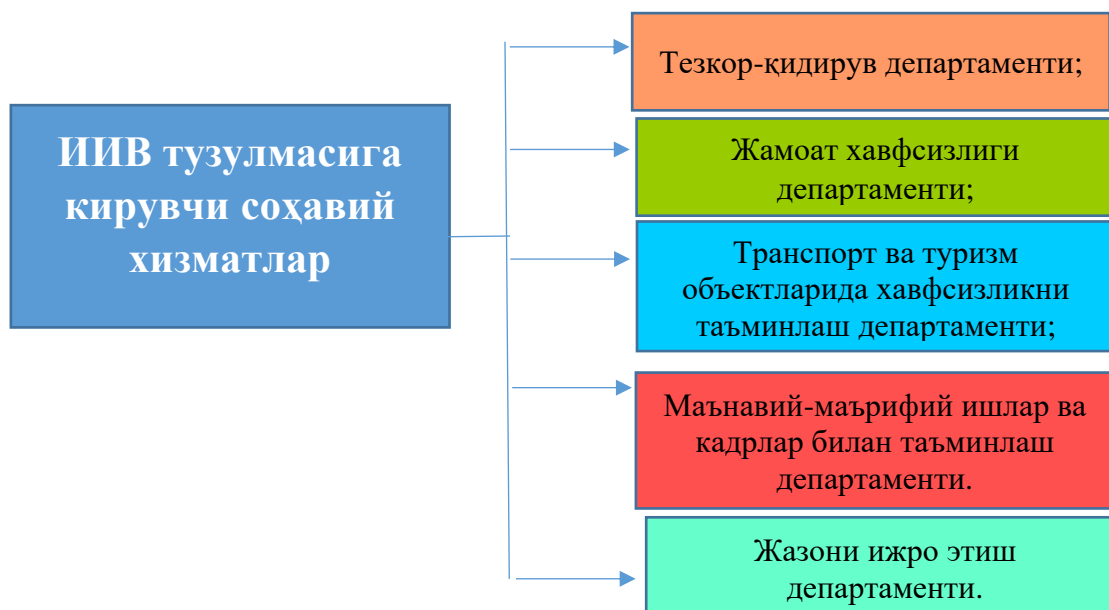 ИИВ тузулмасига
кирувчи соҳавий
хизматлар
Тезкор-қидирув департаменти;
Жамоат хавфсизлиги
департаменти;
Транспорт ва туризм
объектларида хавфсизликни
таъминлаш департаменти;
Маънавий-маърифий ишлар ва
кадрлар билан таъминлаш
департаменти.
Жазони ижро этиш
департаменти.